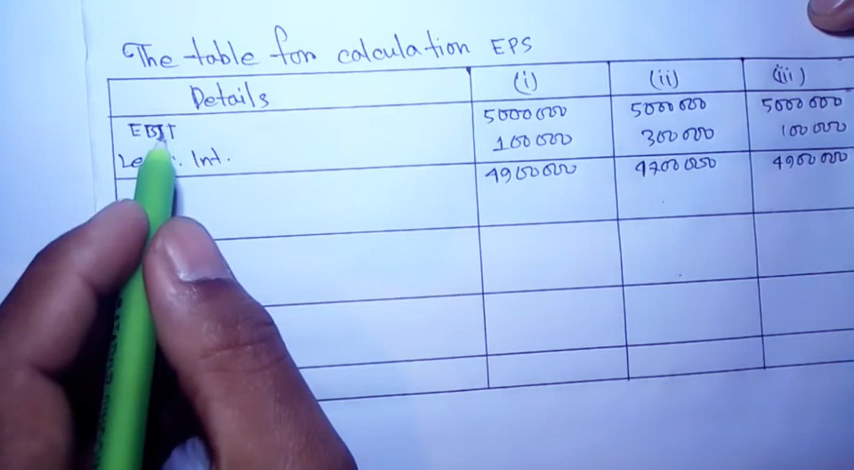 The table for calculation EPS
Details (i) (ii) (iii)
EBIT 5000000 5000000 5000000
Int. 100000 300000 100000
4900000 4700000 4900000